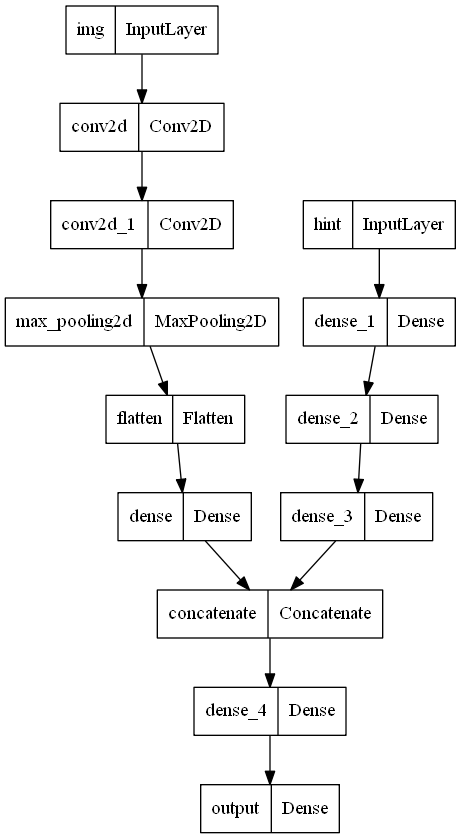 img InputLayer
conv2d Conv2D
conv2d_1 Conv2D
hint InputLayer
max_pooling2d MaxPooling2D
dense_1 Dense
flatten Flatten
dense_2 Dense
dense Dense
dense_3 Dense
concatenate Concatenate
dense_4 Dense
output Dense